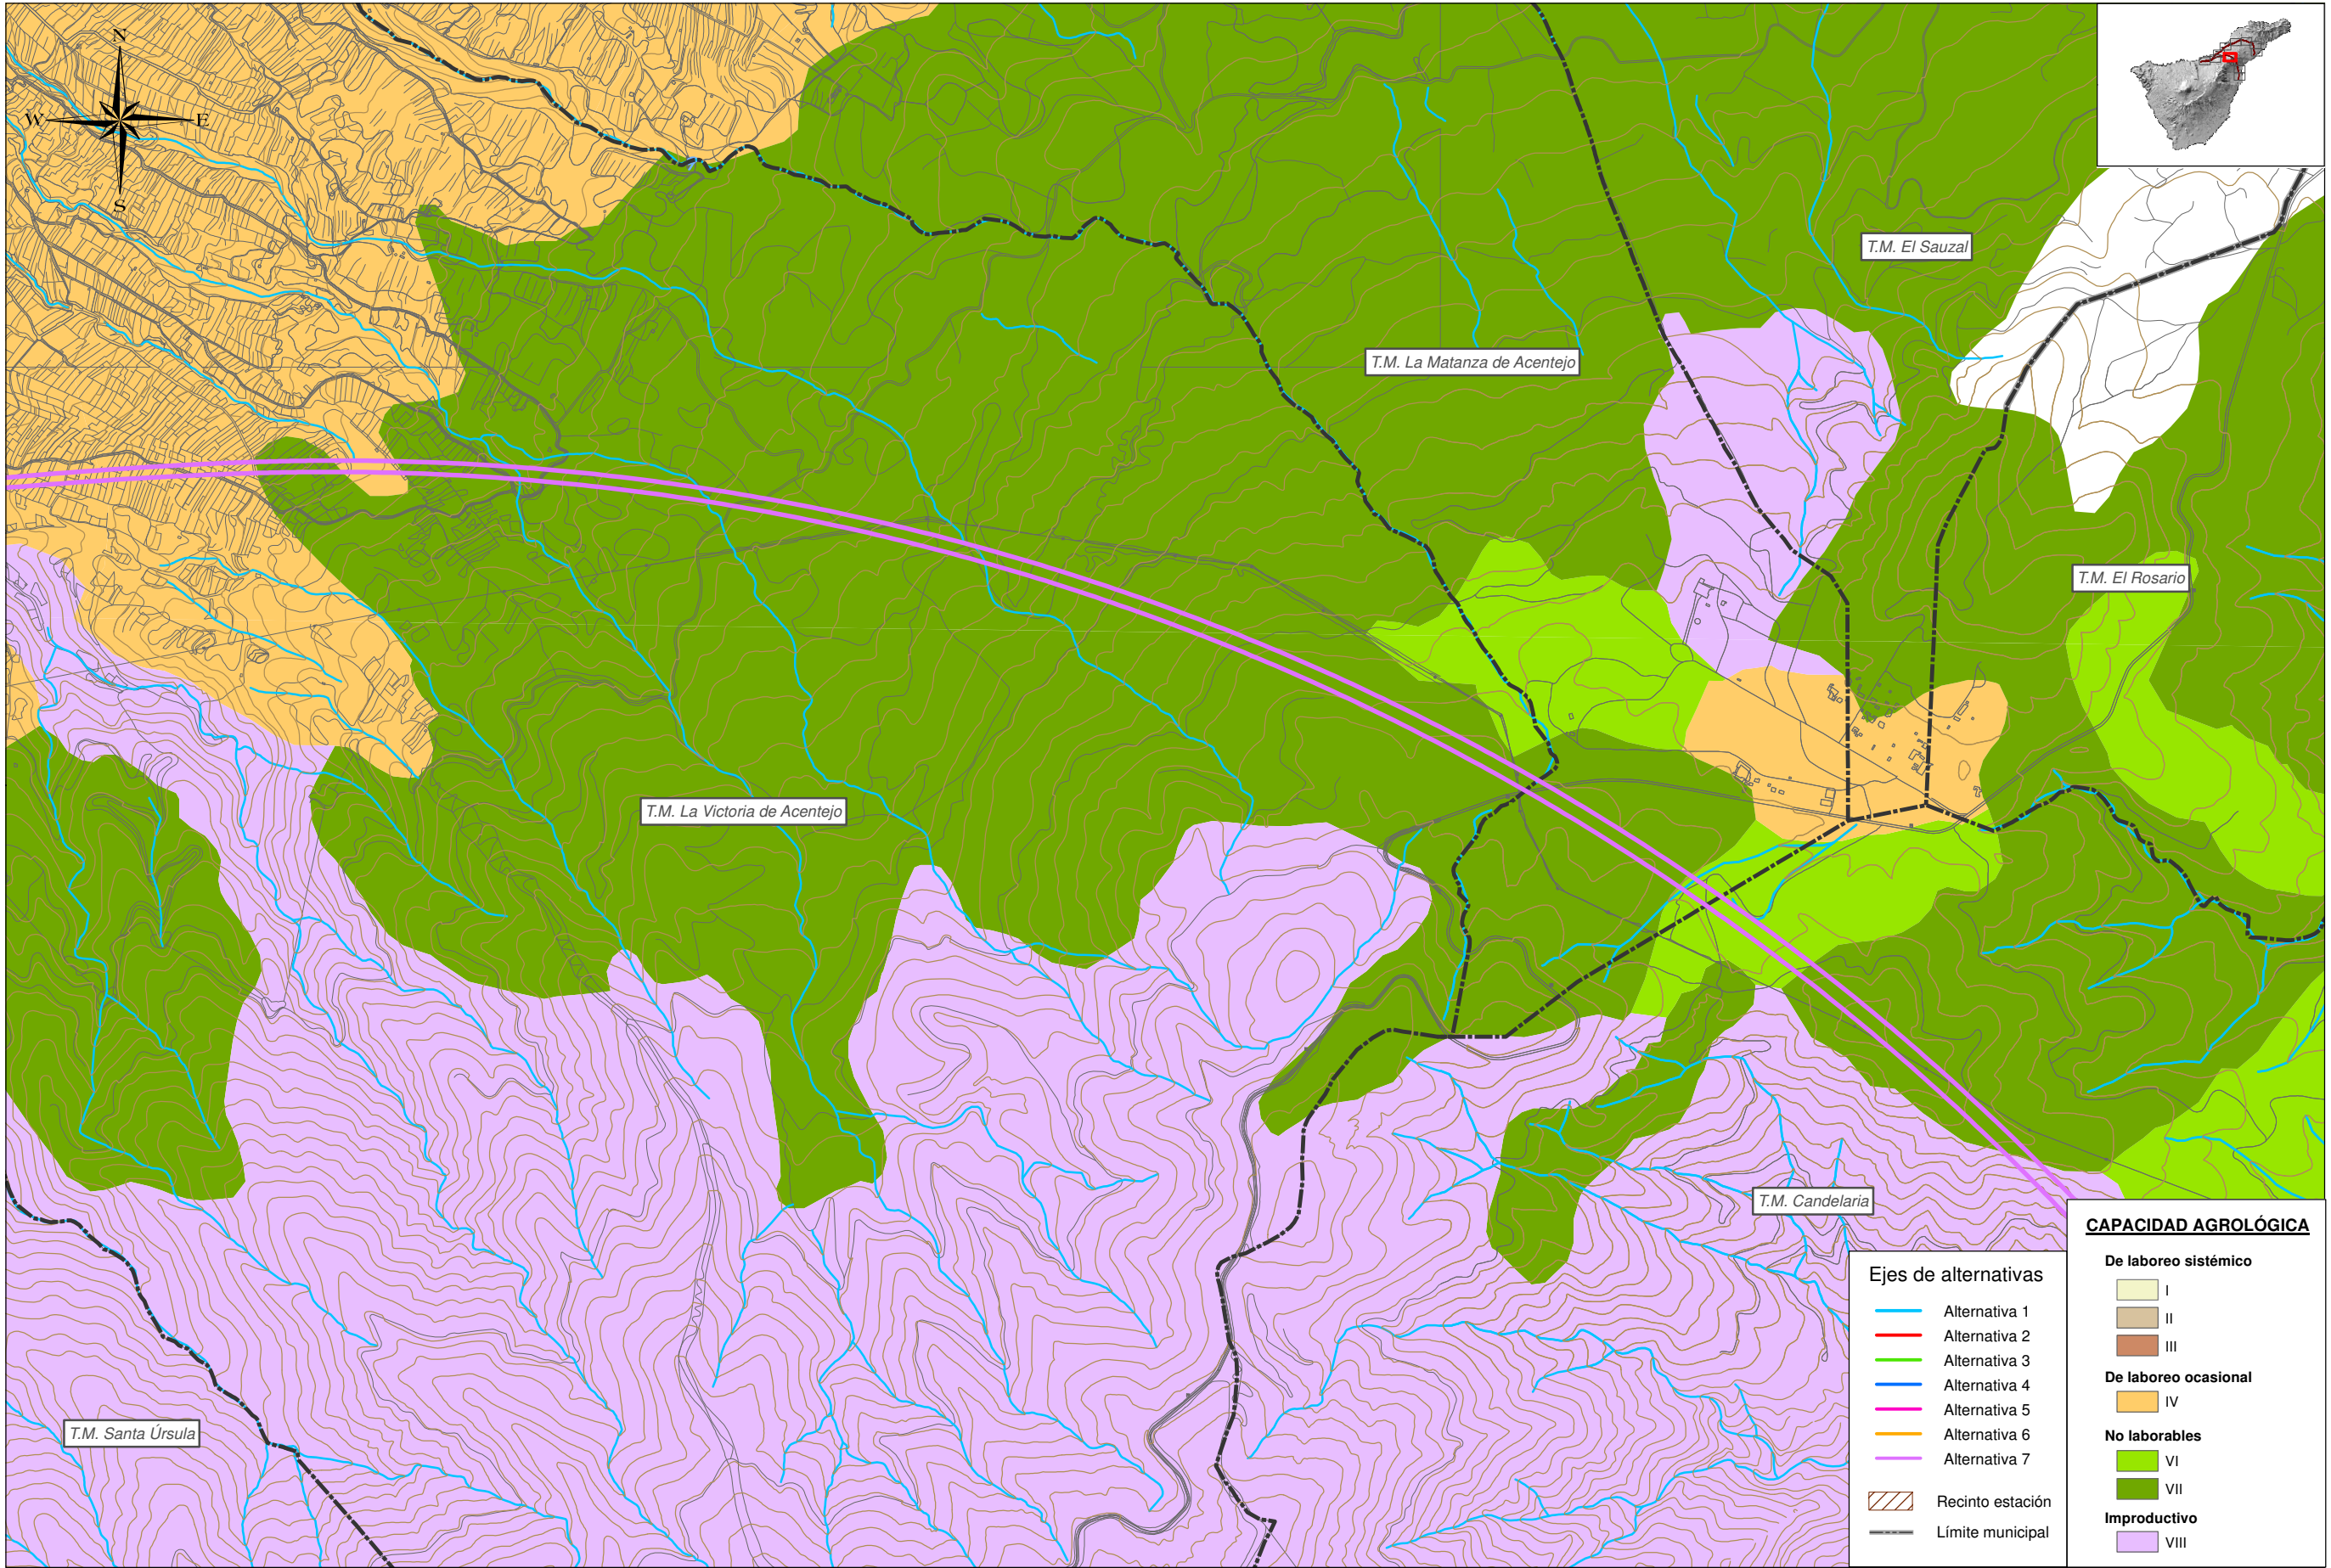 N
W
E
S
T.M. El Sauzal
T.M. La Matanza de Acentejo
T.M. El Rosario
T.M. La Victoria de Acentejo
T.M. Candelaria
T.M. Santa Úrsula
Ejes de alternativas
Alternativa 1
Alternativa 2
Alternativa 3
Alternativa 4
Alternativa 5
Alternativa 6
Alternativa 7
Recinto estación
Límite municipal
CAPACIDAD AGROLÓGICA
De laboreo sistémico
I
II
III
De laboreo ocasional
IV
No laborables
VI
VII
Improductivo
VIII